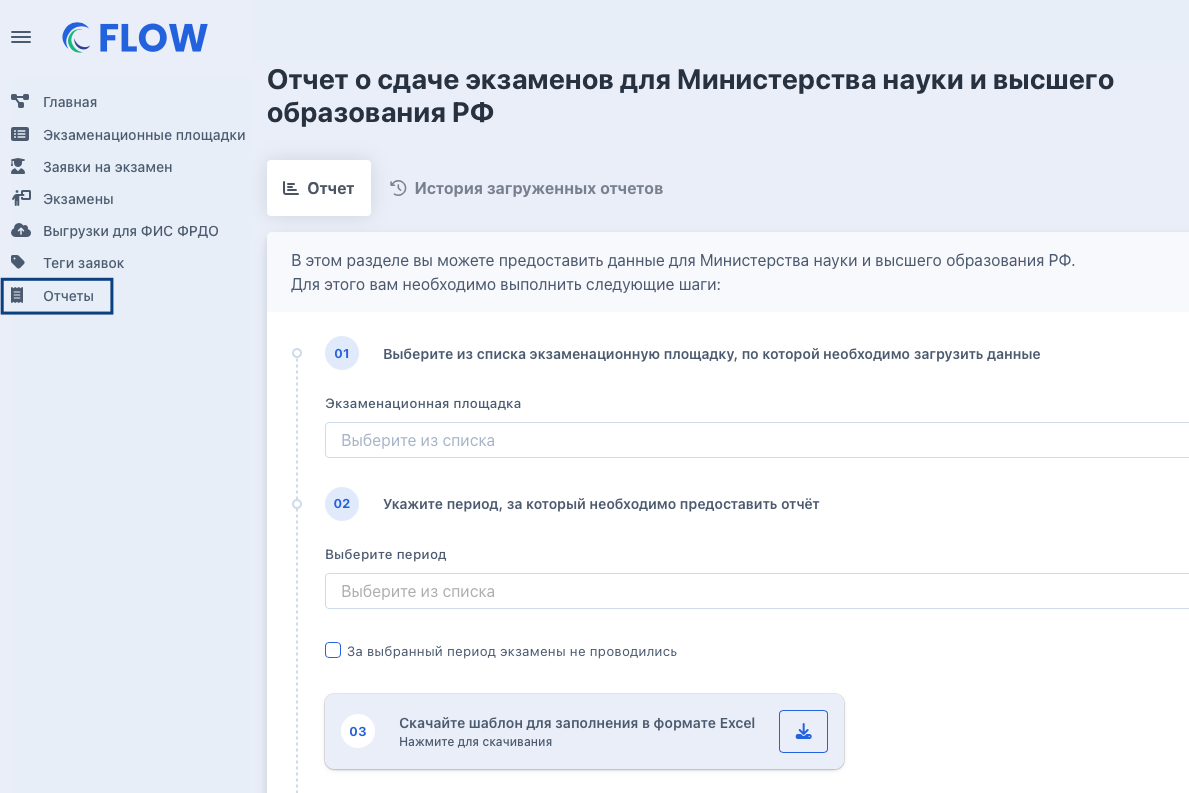 FLOW
Главная
Экзаменационные площадки
Заявки на экзамен
Экзамены
Выгрузки для ФИС ФРДО
Теги заявок
Отчеты
Отчет о сдаче экзаменов для Министерства науки и высшего
образования РФ
Отчет
История загруженных отчетов
В этом разделе вы можете предоставить данные для Министерства науки и высшего образования РФ.
Для этого вам необходимо выполнить следующие шаги:
01 Выберите из списка экзаменационную площадку, по которой необходимо загрузить данные
Экзаменационная площадка
Выберите из списка
02 Укажите период, за который необходимо предоставить отчёт
Выберите период
Выберите из списка
За выбранный период экзамены не проводились
03 Скачайте шаблон для заполнения в формате Excel
Нажмите для скачивания